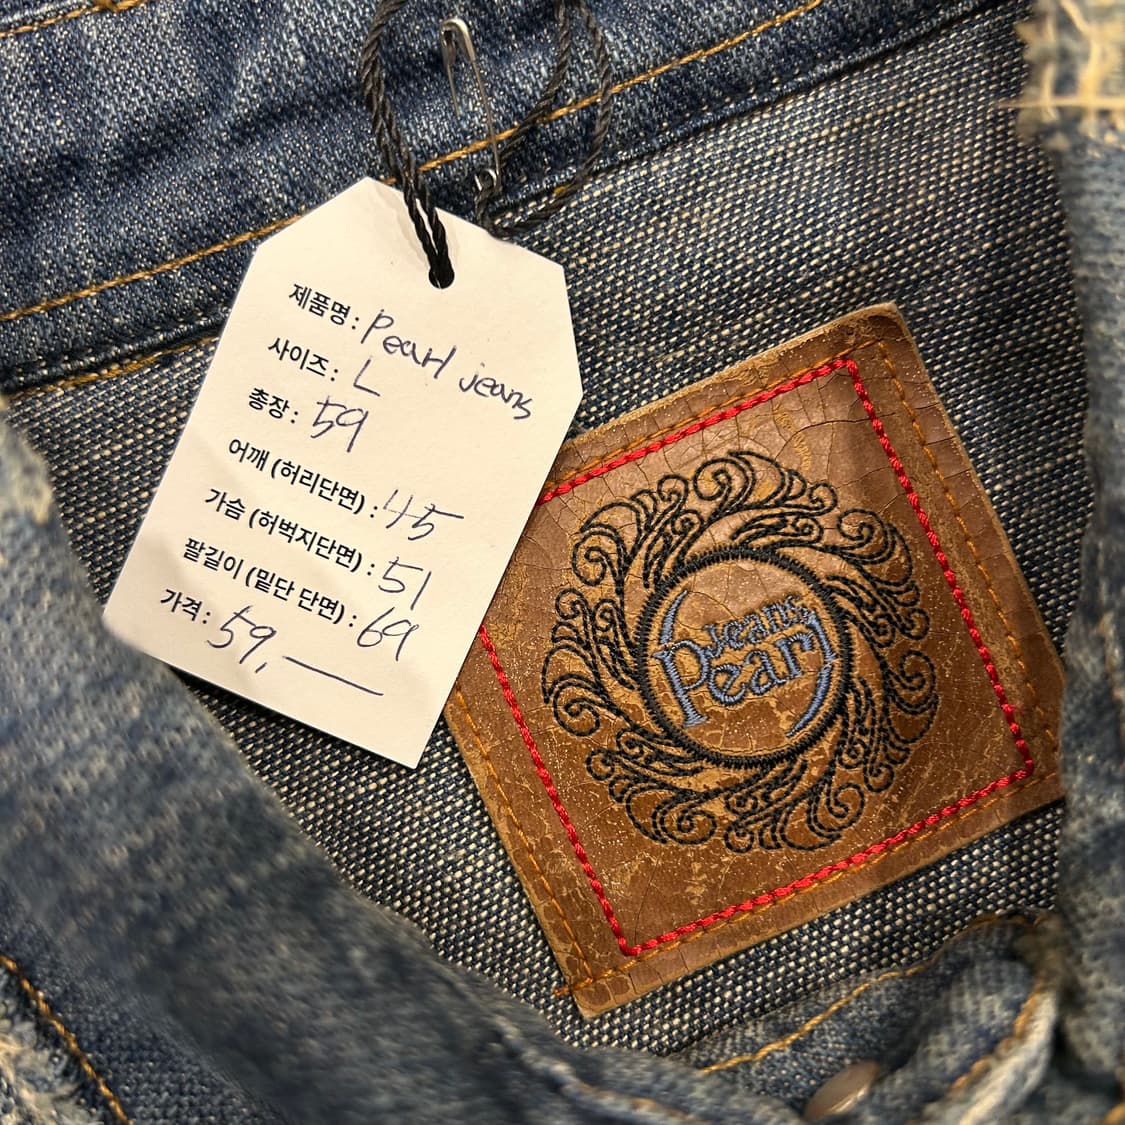 제품명 : Pearl jeans
사이즈 : L
총장 : 59
어깨 (허리단면) : 45
가슴 (허벅지단면) : 51
팔길이 (밑단 단면) : 69
가격 : 59,—
Jeans
Pearl